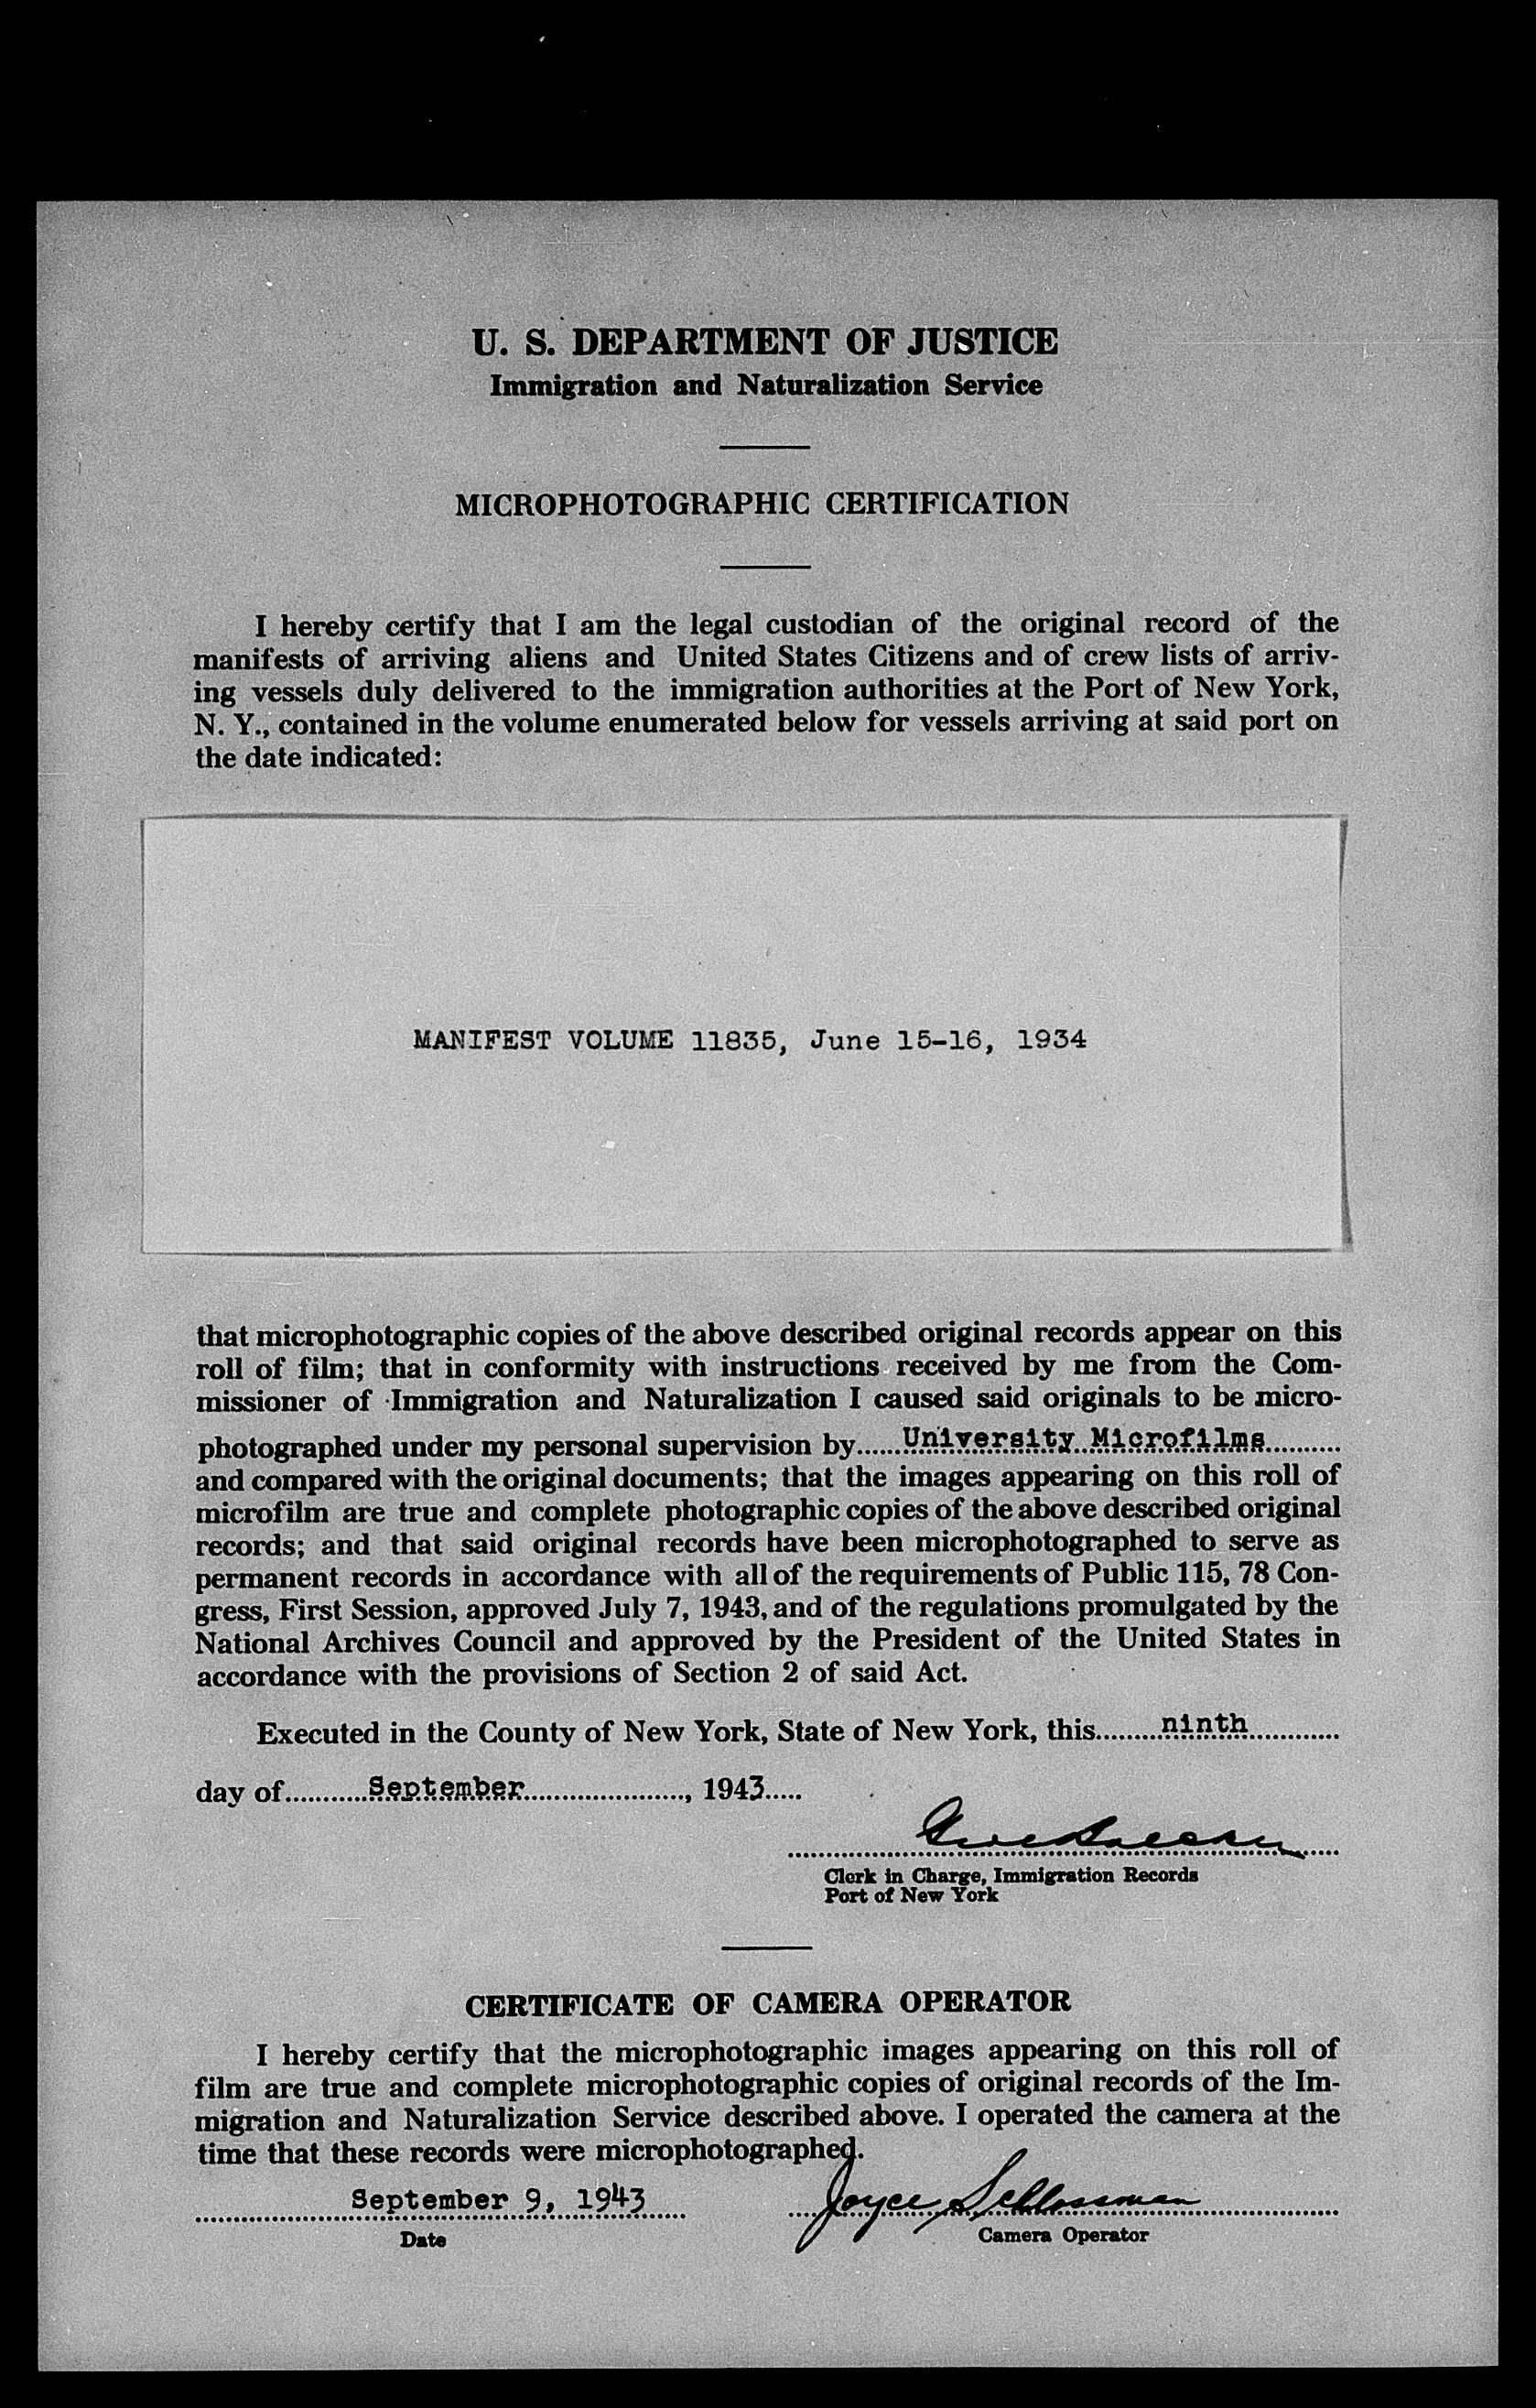 U. S. DEPARTMENT OF JUSTICE
Immigration and Naturalization Service
MICROPHOTOGRAPHIC CERTIFICATION
I hereby certify that I am the legal custodian of the original record of the
manifests of arriving aliens and United States Citizens and of crew lists of arriv-
ing vessels duly delivered to the immigration authorities at the Port of New York,
N. Y., contained in the volume enumerated below for vessels arriving at said port on
the date indicated:
MANIFEST VOLUME 11835, June 15-16, 1934
that microphotographic copies of the above described original records appear on this
roll of film; that in conformity with instructions received by me from the Com-
missioner of Immigration and Naturalization I caused said originals to be micro-
photographed under my personal supervision by......University Microfilms..........
and compared with the original documents; that the images appearing on this roll of
microfilm are true and complete photographic copies of the above described original
records; and that said original records have been microphotographed to serve as
permanent records in accordance with all of the requirements of Public 115, 78 Con-
gress, First Session, approved July 7, 1943, and of the regulations promulgated by the
National Archives Council and approved by the President of the United States in
accordance with the provisions of Section 2 of said Act.
Executed in the County of New York, State of New York, this........ninth............
day of...........September....................., 1943.....
Clerk in Charge, Immigration Records
Port of New York
CERTIFICATE OF CAMERA OPERATOR
I hereby certify that the microphotographic images appearing on this roll of
film are true and complete microphotographic copies of original records of the Im-
migration and Naturalization Service described above. I operated the camera at the
time that these records were microphotographed.
September 9, 1943 Joyce Schlossman
Date Camera Operator